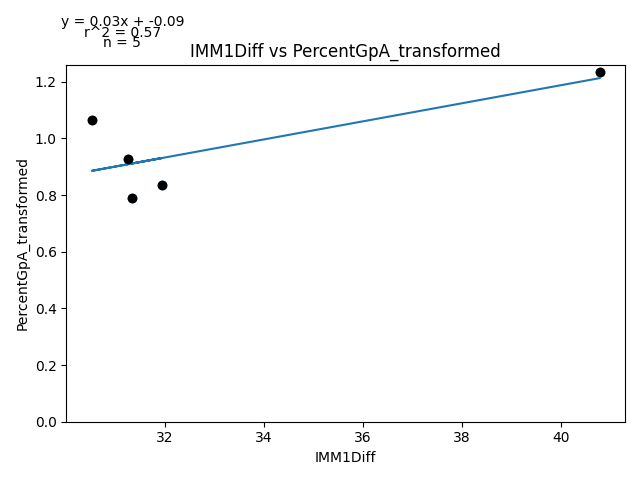 y = 0.03x + -0.09
r^2 = 0.57
n = 5
IMM1Diff vs PercentGpA_transformed
1.2
1.0
0.8
0.6
0.4
0.2
0.0
PercentGpA_transformed
32 34 36 38 40
IMM1Diff